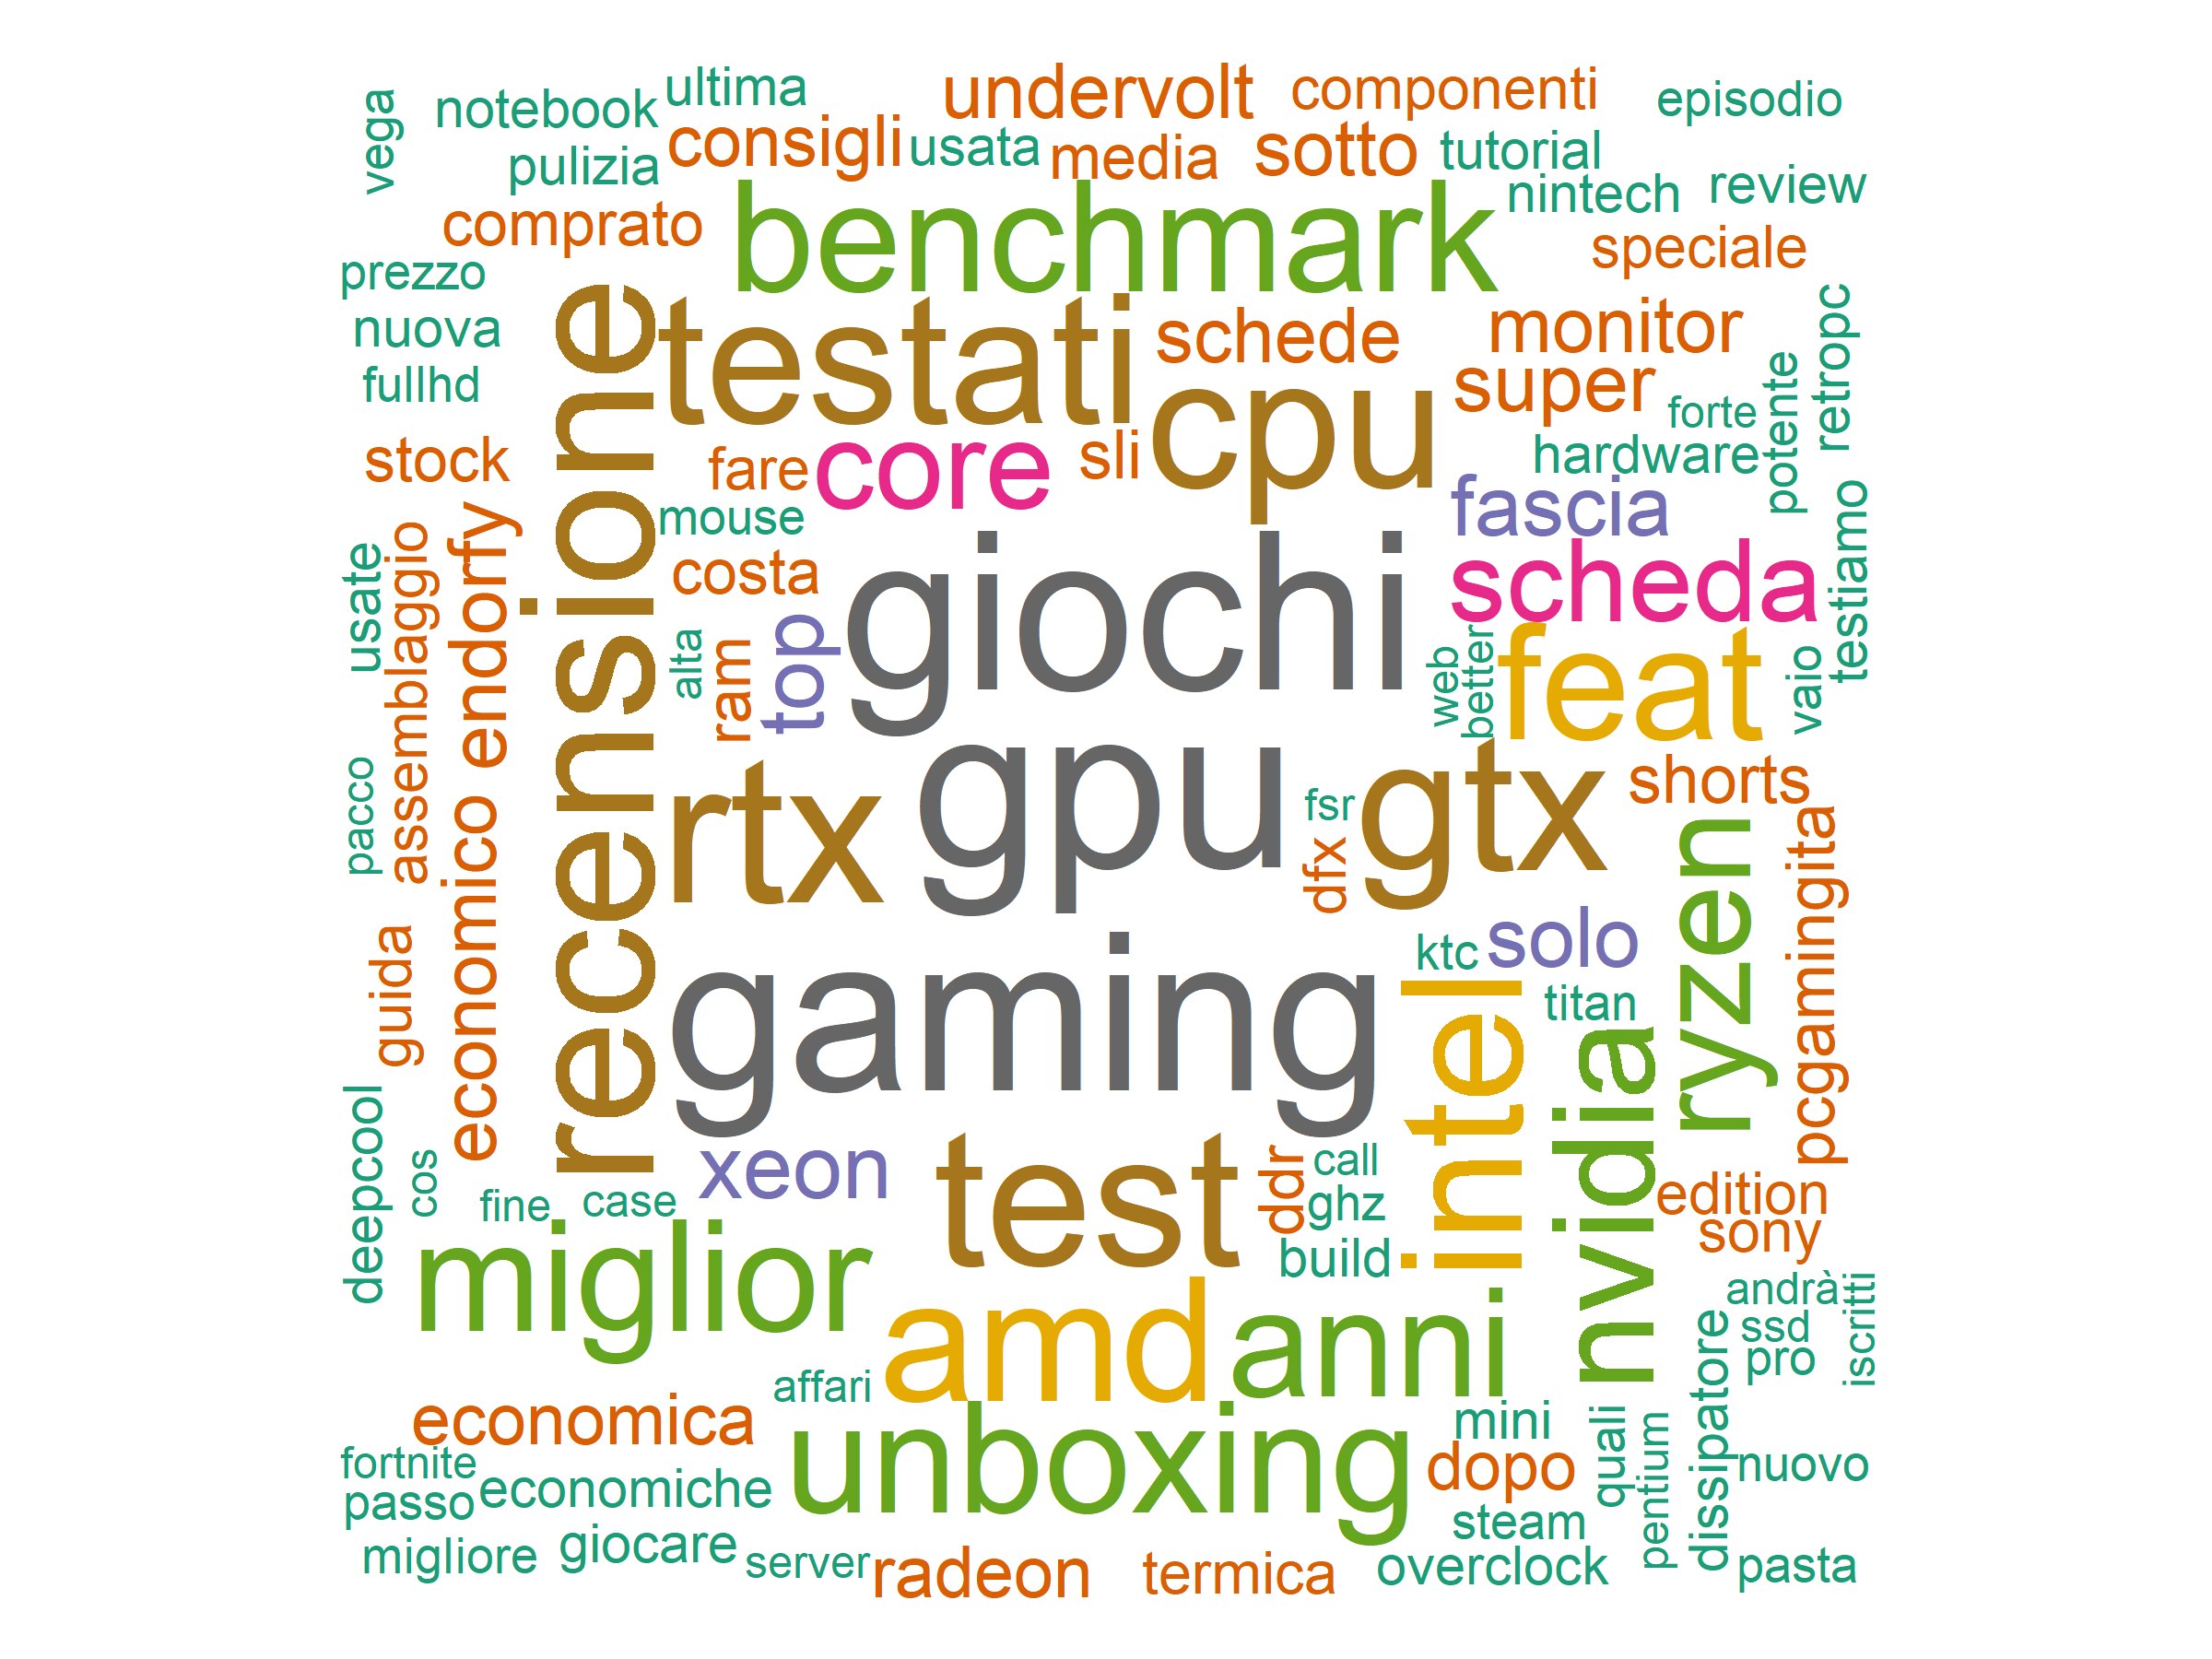 vega
notebook
ultima
undervolt
componenti
episodio
pulizia
consigli
usata
media
sotto
tutorial
nintech
review
comprato
benchmark
speciale
prezzo
nuova
fullhd
recensione
testati
schede
monitor
retropc
cpu
super
forte
potente
stock
fare
core
sli
hardware
fascia
mouse
usate
assemblaggio
endorfy
costa
giochi
scheda
testiamo
alta
ram
top
web
better
feat
vaio
pacco
economico
rtx
gpu
fsr
dfx
gtx
shorts
ryzen
pcgamingita
guida
gaming
ktc
solo
titan
intel
nvidia
deepcool
cos
fine
case
xeon
test
ddr
call
ghz
build
edition
sony
miglior
amd
anni
andrà
iscritti
ssd
pro
dissipatore
affari
economica
unboxing
mini
dopo
quali
pentium
nuovo
fortnite
passo
economiche
steam
migliore
giocare
server
radeon
termica
overclock
pasta